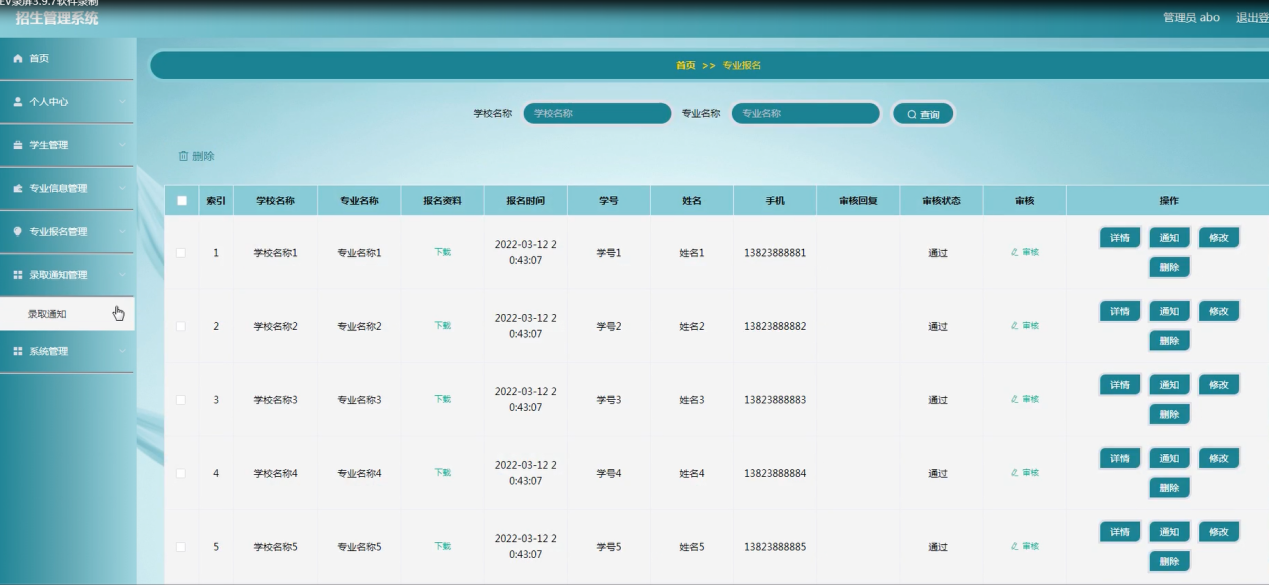 EV录屏3.9.7软件录制
招生管理系统
管理员 abo 退出登
首页
个人中心
学生管理
专业信息管理
专业报名管理
录取通知管理
录取通知
系统管理
首页 >> 专业报名
学校名称 学校名称 专业名称 专业名称 查询
删除
索引 学校名称 专业名称 报名资料 报名时间 学号 姓名 手机 审核回复 审核状态 审核 操作
1 学校名称1 专业名称1 下载 2022-03-12 2 学号1 姓名1 13823888881 通过 审核 详情 通知 修改
0:43:07 删除
2 学校名称2 专业名称2 下载 2022-03-12 2 学号2 姓名2 13823888882 通过 审核 详情 通知 修改
0:43:07 删除
3 学校名称3 专业名称3 下载 2022-03-12 2 学号3 姓名3 13823888883 通过 审核 详情 通知 修改
0:43:07 删除
4 学校名称4 专业名称4 下载 2022-03-12 2 学号4 姓名4 13823888884 通过 审核 详情 通知 修改
0:43:07 删除
5 学校名称5 专业名称5 下载 2022-03-12 2 学号5 姓名5 13823888885 通过 审核 详情 通知 修改
0:43:07 删除